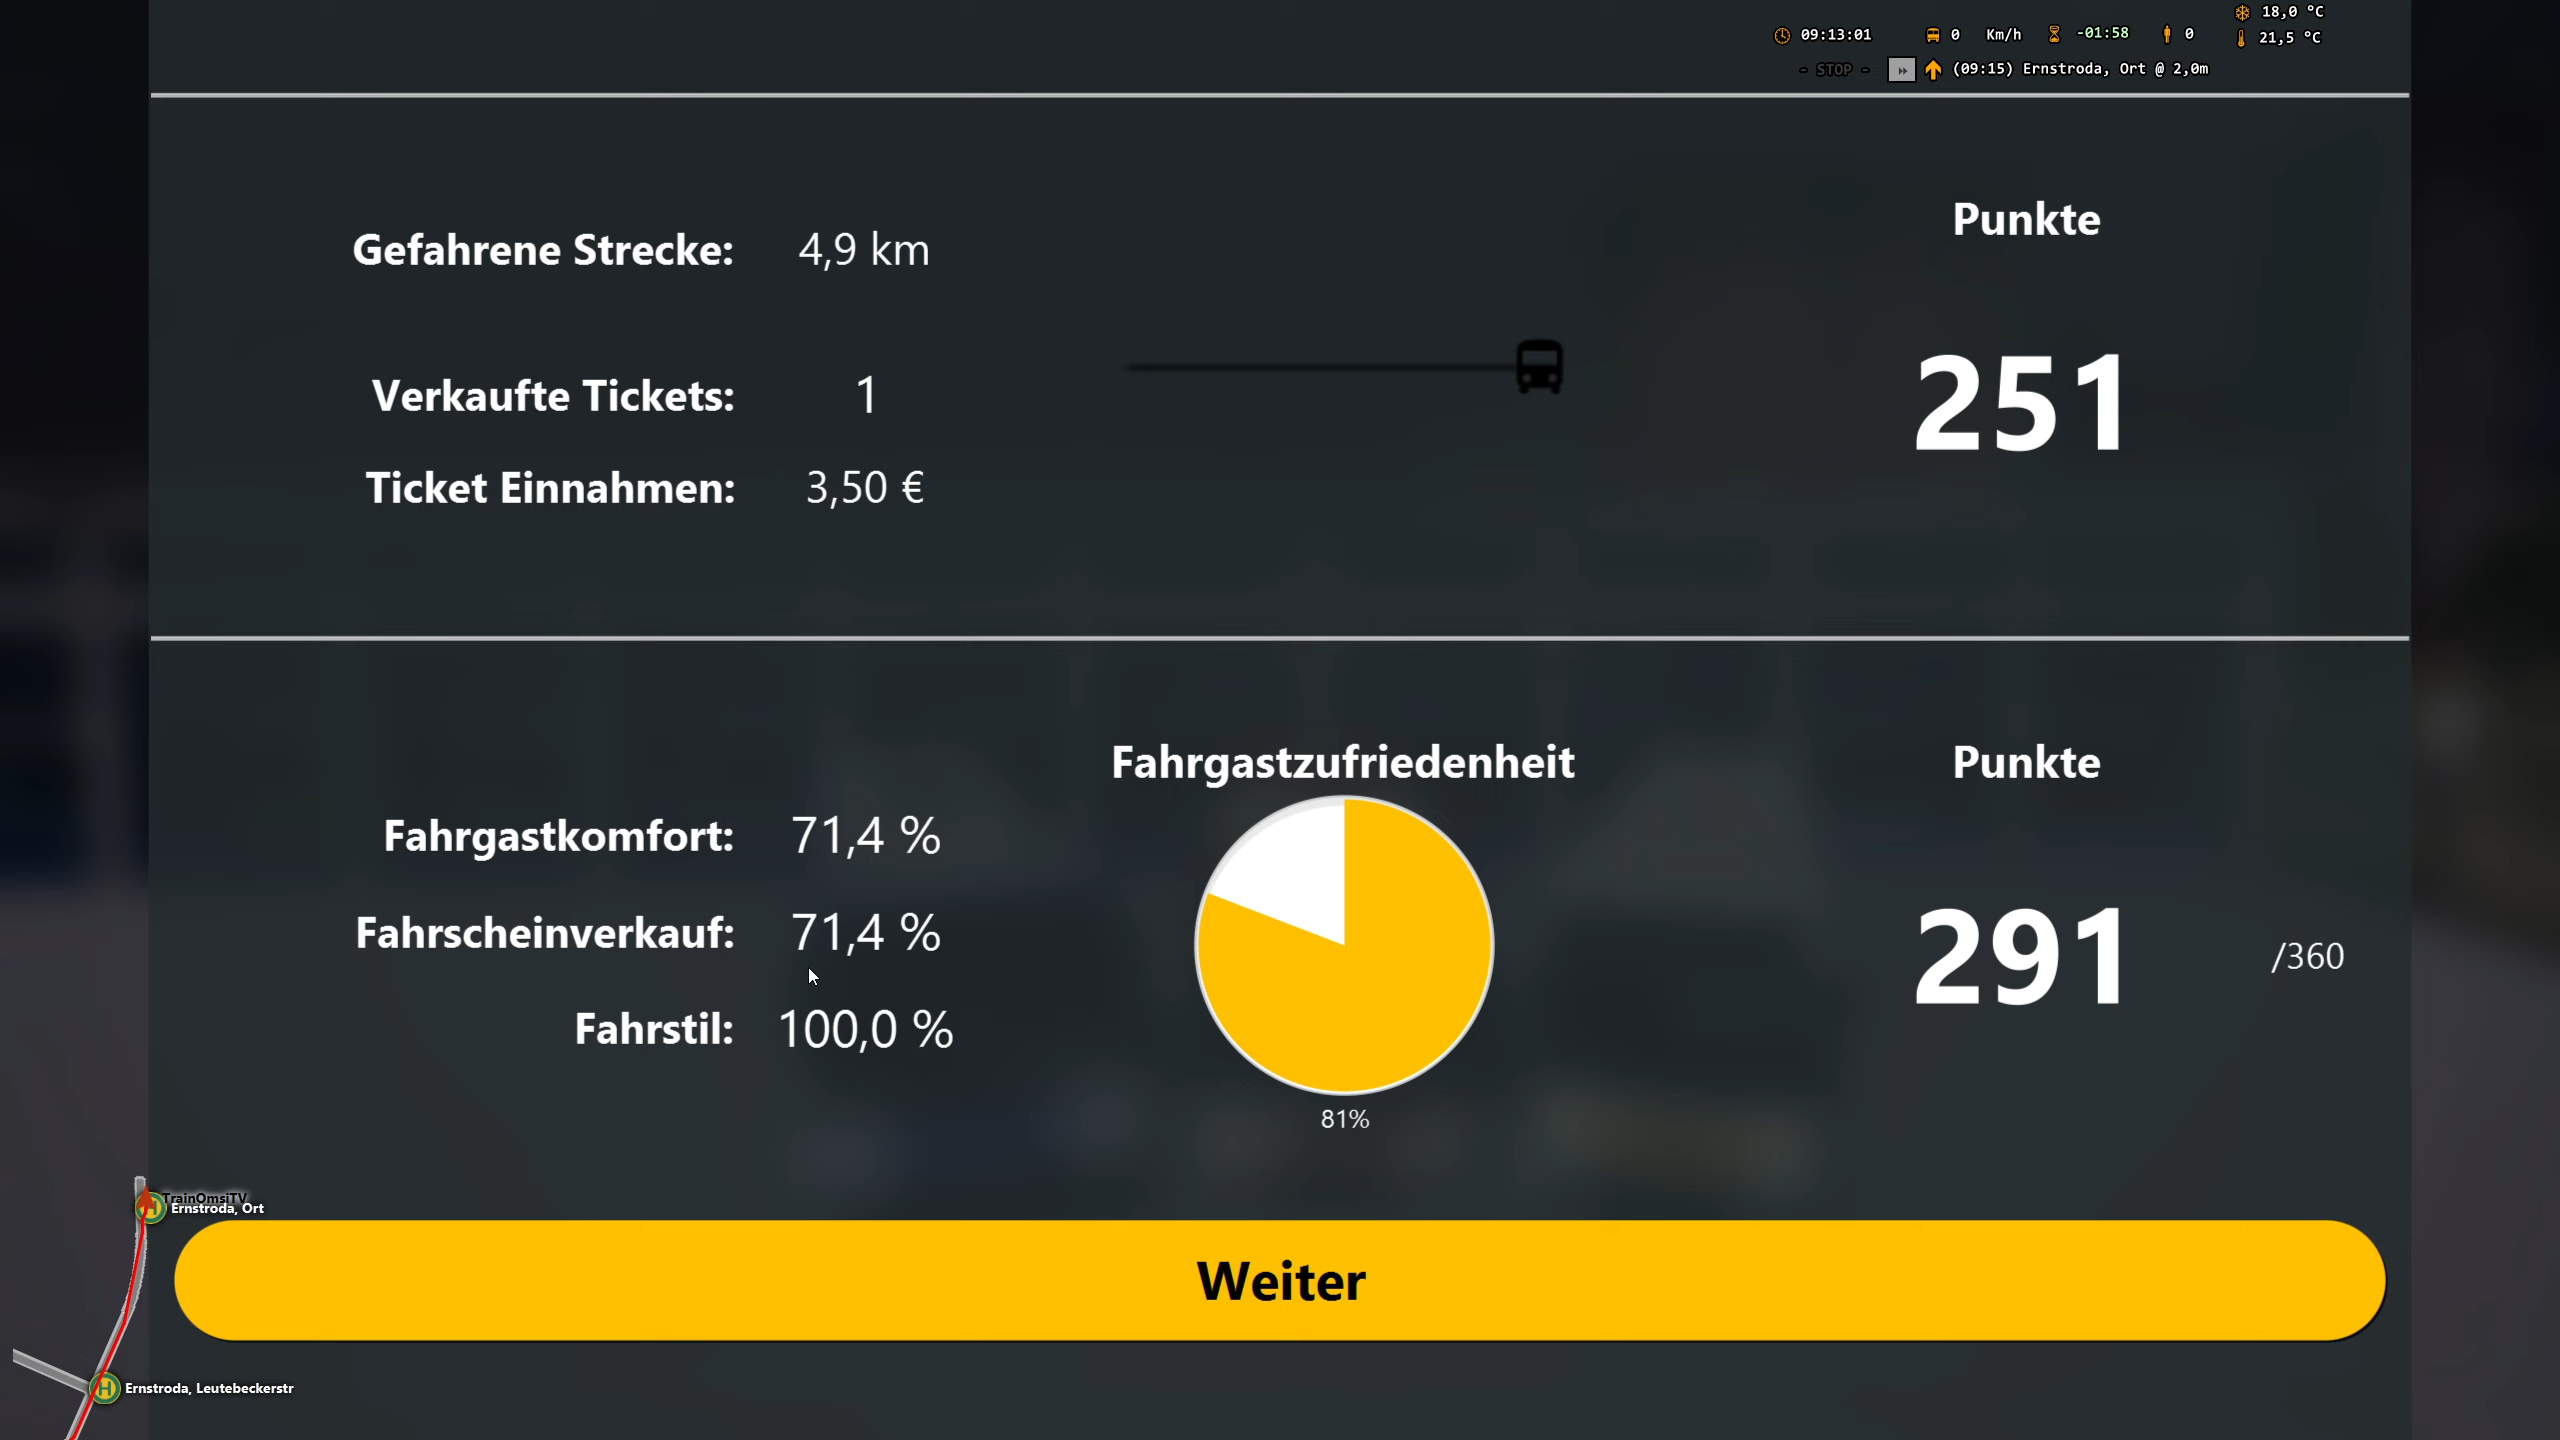 18,0 °C
09:13:01 0 Km/h -01:58 0 21,5 °C
- STOP - (09:15) Ernstroda, Ort @ 2,0m
Gefahrene Strecke: 4,9 km
Verkaufte Tickets: 1
Ticket Einnahmen: 3,50 €
Punkte
251
Fahrgastkomfort: 71,4 %
Fahrscheinverkauf: 71,4 %
Fahrstil: 100,0 %
Fahrgastzufriedenheit
81%
Punkte
291 /360
TrainOmsiTV
H Ernstroda, Ort
Weiter
H Ernstroda, Leutebeckerstr